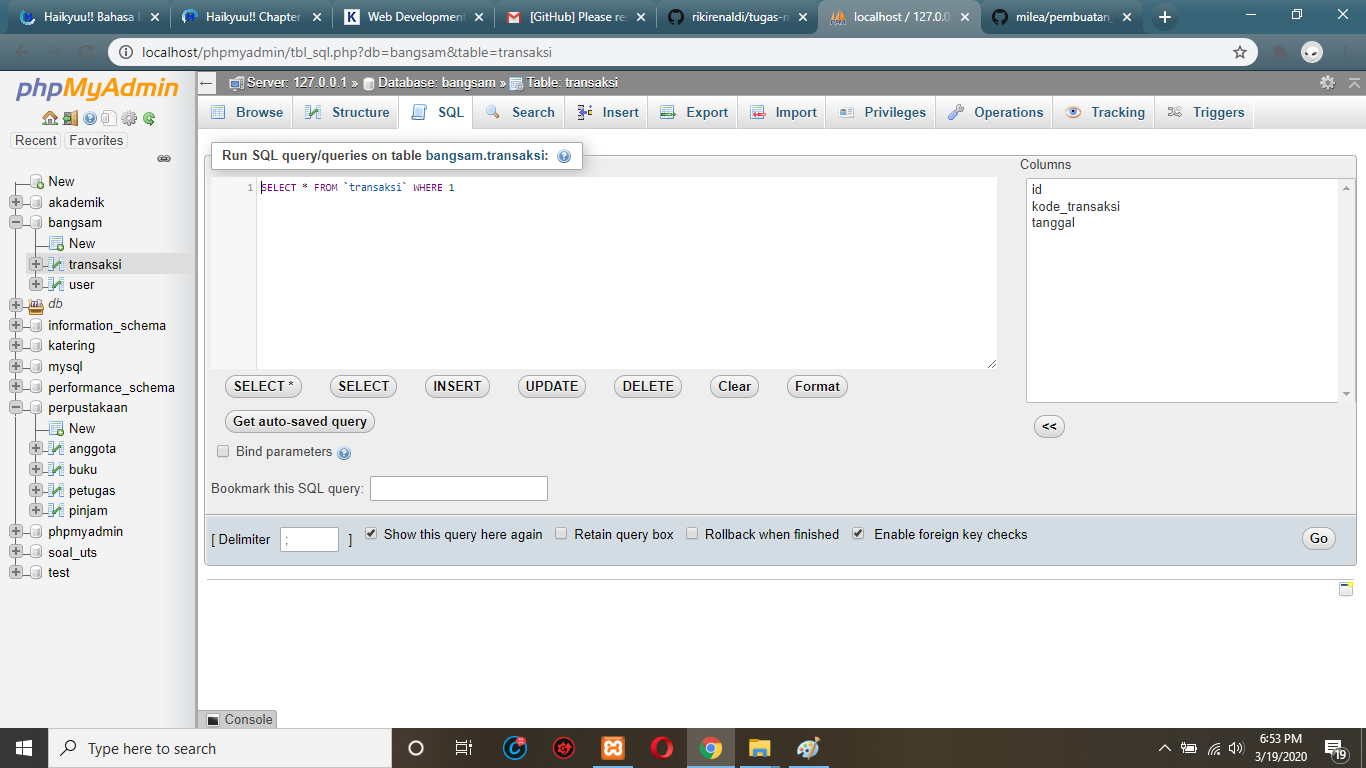 Haikyuu!! Bahasa
Haikyuu!! Chapter
Web Development
[GitHub] Please re
rikirenaldi/tugas-
localhost / 127.0.0
milea/pembuatan_
localhost/phpmyadmin/tbl_sql.php?db=bangsam&table=transaksi
phpMyAdmin
Recent Favorites
New
akademik
bangsam
New
transaksi
user
db
information_schema
katering
mysql
performance_schema
perpustakaan
New
anggota
buku
petugas
pinjam
phpmyadmin
soal_uts
test
Server: 127.0.0.1 » Database: bangsam » Table: transaksi
Browse Structure SQL Search Insert Export Import Privileges Operations Tracking Triggers
Run SQL query/queries on table bangsam.transaksi:
1 SELECT * FROM `transaksi` WHERE 1
Columns
id
kode_transaksi
tanggal
SELECT * SELECT INSERT UPDATE DELETE Clear Format
Get auto-saved query
<<
Bind parameters
Bookmark this SQL query:
[ Delimiter ; ] Show this query here again Retain query box Rollback when finished Enable foreign key checks Go
Console
Type here to search
6:53 PM
3/19/2020
19